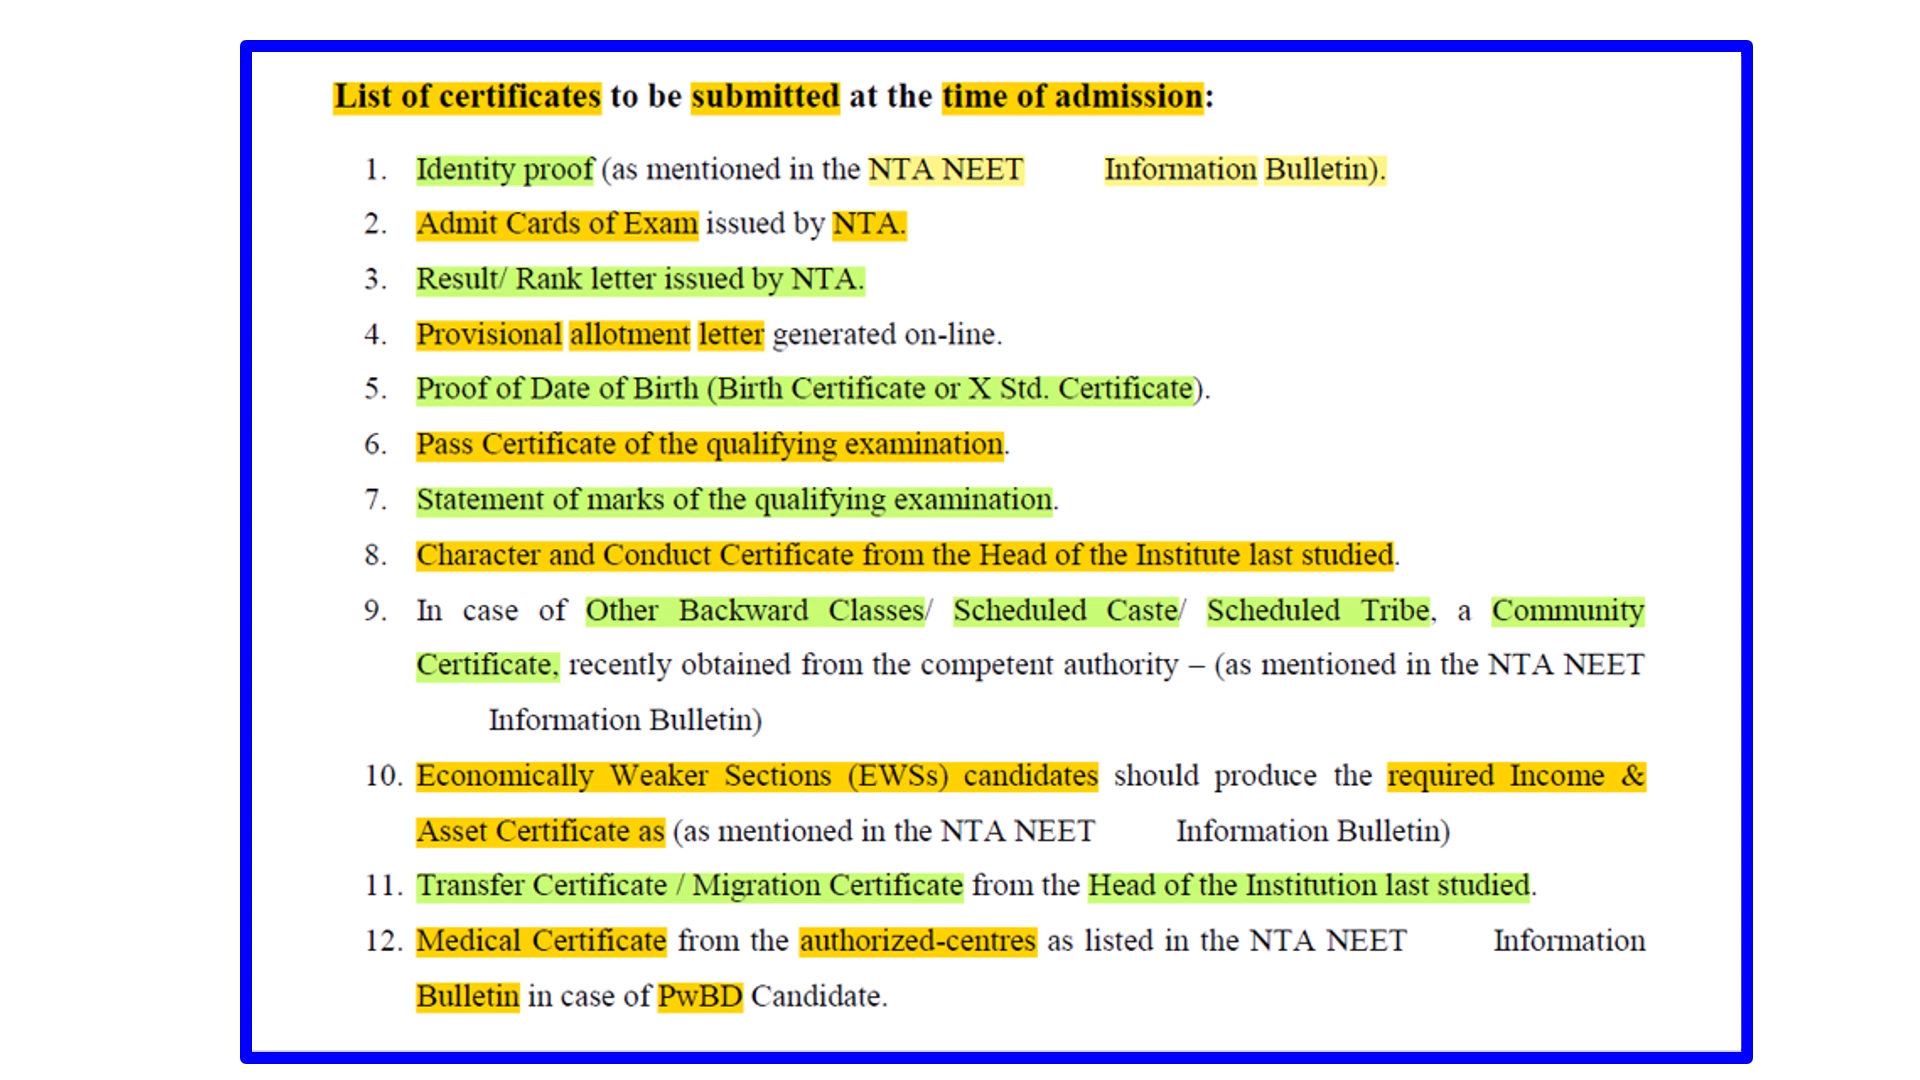 List of certificates to be submitted at the time of admission:
1. Identity proof (as mentioned in the NTA NEET Information Bulletin).
2. Admit Cards of Exam issued by NTA.
3. Result/ Rank letter issued by NTA.
4. Provisional allotment letter generated on-line.
5. Proof of Date of Birth (Birth Certificate or X Std. Certificate).
6. Pass Certificate of the qualifying examination.
7. Statement of marks of the qualifying examination.
8. Character and Conduct Certificate from the Head of the Institute last studied.
9. In case of Other Backward Classes/ Scheduled Caste/ Scheduled Tribe, a Community
Certificate, recently obtained from the competent authority – (as mentioned in the NTA NEET
Information Bulletin)
10. Economically Weaker Sections (EWSs) candidates should produce the required Income &
Asset Certificate as (as mentioned in the NTA NEET Information Bulletin)
11. Transfer Certificate / Migration Certificate from the Head of the Institution last studied.
12. Medical Certificate from the authorized-centres as listed in the NTA NEET Information
Bulletin in case of PwBD Candidate.